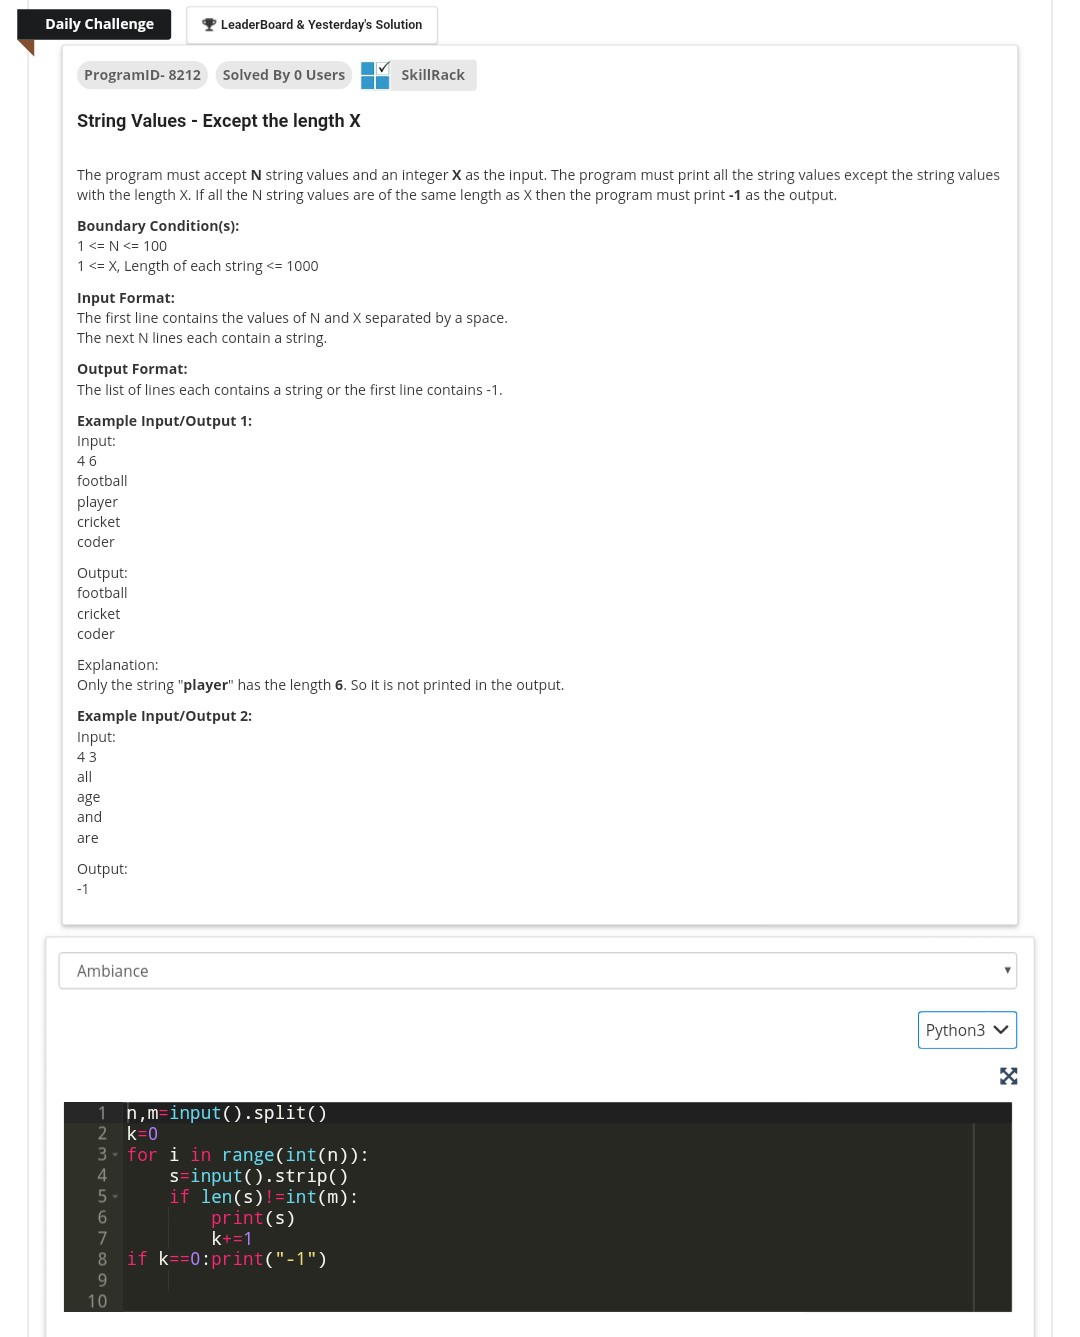 Daily Challenge
LeaderBoard & Yesterday's Solution
ProgramID- 8212
Solved By 0 Users
SkillRack
String Values - Except the length X
The program must accept N string values and an integer X as the input. The program must print all the string values except the string values
with the length X. If all the N string values are of the same length as X then the program must print -1 as the output.
Boundary Condition(s):
1 <= N <= 100
1 <= X, Length of each string <= 1000
Input Format:
The first line contains the values of N and X separated by a space.
The next N lines each contain a string.
Output Format:
The list of lines each contains a string or the first line contains -1.
Example Input/Output 1:
Input:
4 6
football
player
cricket
coder
Output:
football
cricket
coder
Explanation:
Only the string "player" has the length 6. So it is not printed in the output.
Example Input/Output 2:
Input:
4 3
all
age
and
are
Output:
-1
Ambiance
Python3
1 n,m=input().split()
2 k=0
3 for i in range(int(n)):
4     s=input().strip()
5     if len(s)!=int(m):
6         print(s)
7         k+=1
8 if k==0:print("-1")
9
10